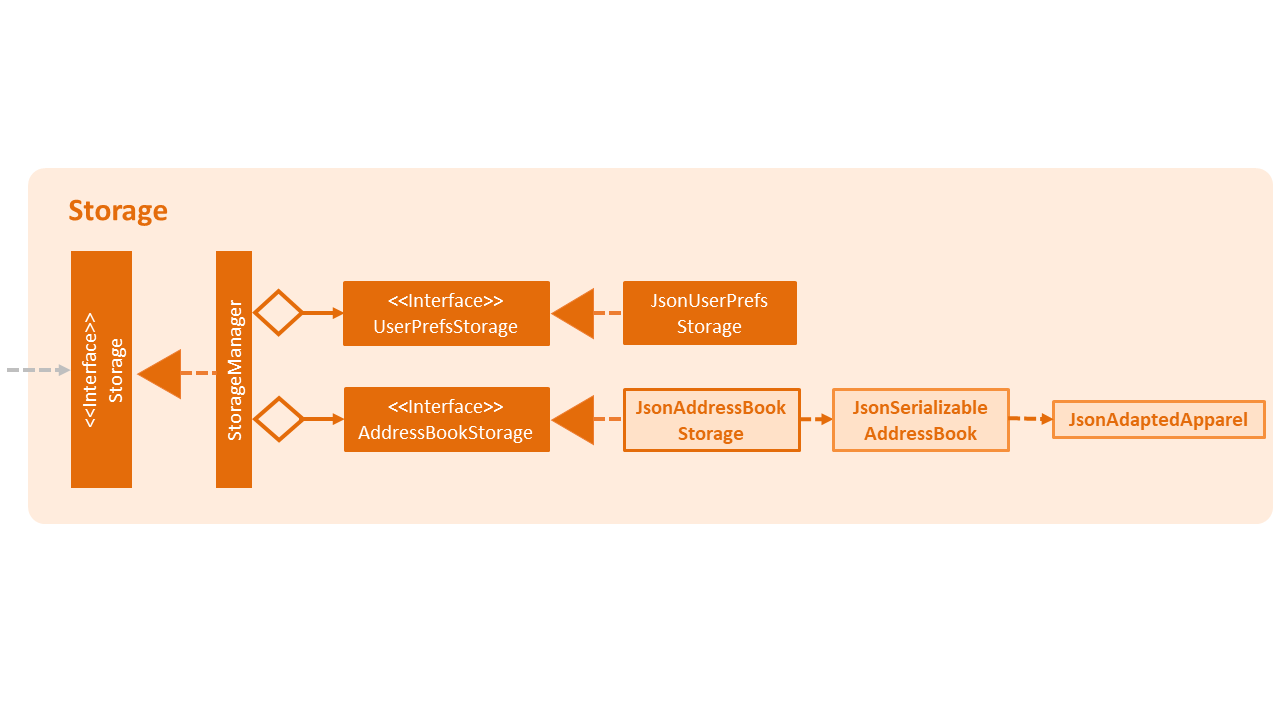 Storage
<<Interface>>
Storage
StorageManager
<<Interface>>
UserPrefsStorage
JsonUserPrefs
Storage
<<Interface>>
AddressBookStorage
JsonAddressBook
Storage
JsonSerializable
AddressBook
JsonAdaptedApparel